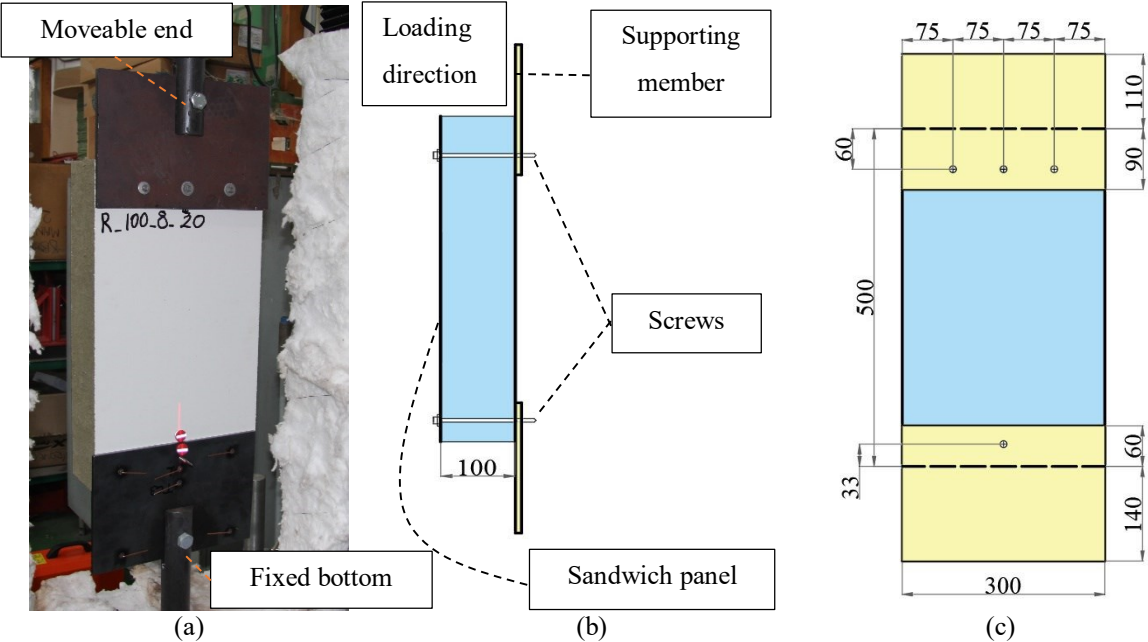 Moveable end
R_100_8_20
Fixed bottom
(a)
Loading
direction
Supporting
member
Screws
100
Sandwich panel
(b)
75 75 75 75
110
60
90
500
60
33
140
300
(c)